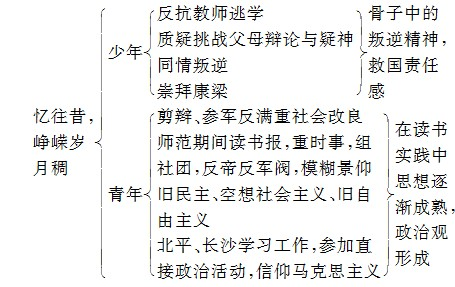 忆往昔,
峥嵘岁
月稠
少年
反抗教师逃学
质疑挑战父母辩论与疑神
同情叛逆
崇拜康梁
骨子中的
叛逆精神,
救国责任
感
青年
剪辫、参军反满重社会改良
师范期间读书报,重时事,组
社团,反帝反军阀,模糊景仰
旧民主、空想社会主义、旧自
由主义
北平、长沙学习工作,参加直
接政治活动,信仰马克思主义
在读书
实践中
思想逐
渐成熟,
政治观
形成